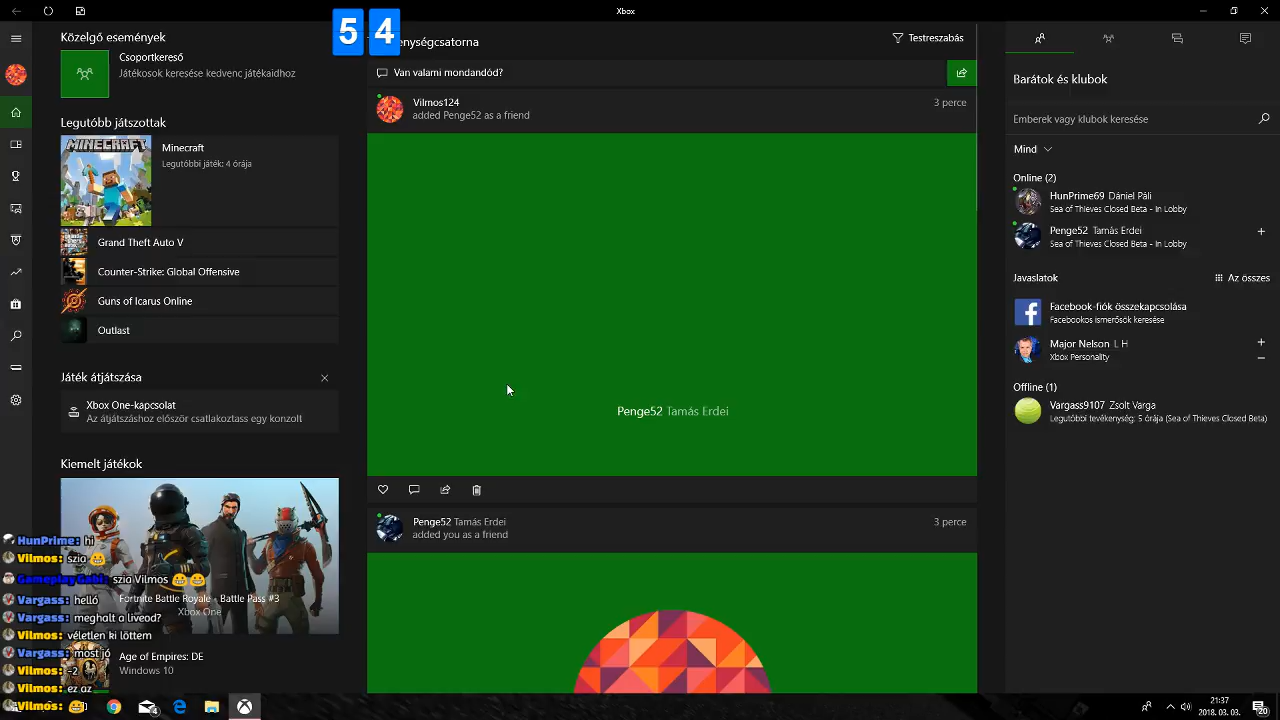 Xbox
5 4
Közelgő események
Csoportkereső
Játékosok keresése kedvenc játékaidhoz
Legutóbb játszottak
MINECRAFT
Minecraft
Legutóbbi játék: 4 órája
Grand Theft Auto V
Counter-Strike: Global Offensive
Guns of Icarus Online
Outlast
Játék átjátszása
Xbox One-kapcsolat
Az átjátszáshoz először csatlakoztass egy konzolt
Kiemelt játékok
Fortnite Battle Royale - Battle Pass #3
Xbox One
Age of Empires: DE
Windows 10
HunPrime: hi
Vilmos: szia
Gameplay Gabi: szia Vilmos
Vargass: helló
Vargass: meghalt a liveod?
Vilmos: véletlen ki lőttem
Vargass: most jó
Vilmos: -2
Vilmos: ez az
Vilmos:
enységcsatorna
Testreszabás
Van valami mondandód?
Vilmos124
added Penge52 as a friend
3 perce
Penge52 Tamás Erdei
Penge52 Tamás Erdei
added you as a friend
3 perce
Barátok és klubok
Emberek vagy klubok keresése
Mind
Online (2)
HunPrime69 Dániel Páli
Sea of Thieves Closed Beta - In Lobby
Penge52 Tamás Erdei
Sea of Thieves Closed Beta - In Lobby
Javaslatok
Az összes
Facebook-fiók összekapcsolása
Facebookos ismerősök keresése
Major Nelson L H
Xbox Personality
Offline (1)
Vargass9107 Zsolt Varga
Legutóbbi tevékenység: 5 órája (Sea of Thieves Closed Beta)
21:37
2018. 03. 03.
20